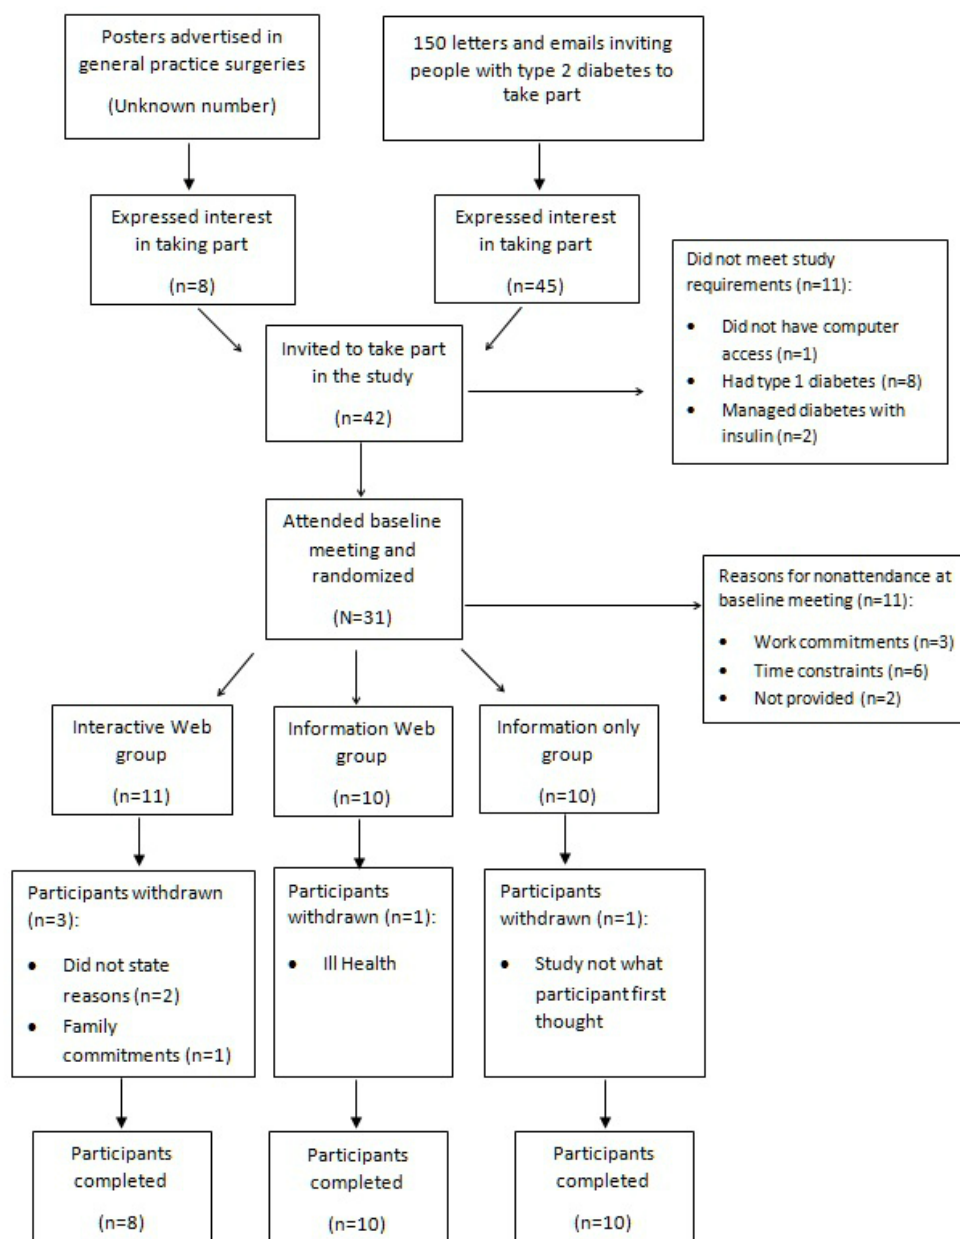 Posters advertised in
general practice surgeries
(Unknown number)
150 letters and emails inviting
people with type 2 diabetes to
take part
Expressed interest
in taking part
(n=8)
Expressed interest
in taking part
(n=45)
Did not meet study
requirements (n=11):
• Did not have computer
access (n=1)
• Had type 1 diabetes (n=8)
• Managed diabetes with
insulin (n=2)
Invited to take part
in the study
(n=42)
Attended baseline
meeting and
randomized
(N=31)
Reasons for nonattendance at
baseline meeting (n=11):
• Work commitments (n=3)
• Time constraints (n=6)
• Not provided (n=2)
Interactive Web
group
(n=11)
Information Web
group
(n=10)
Information only
group
(n=10)
Participants withdrawn
(n=3):
• Did not state
reasons (n=2)
• Family
commitments (n=1)
Participants
withdrawn (n=1):
• Ill Health
Participants
withdrawn (n=1):
• Study not what
participant first
thought
Participants
completed
(n=8)
Participants
completed
(n=10)
Participants
completed
(n=10)